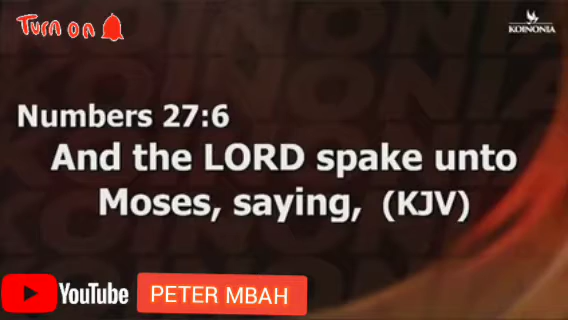 Turn on
KOINONIA
Numbers 27:6
And the LORD spake unto
Moses, saying, (KJV)
YouTube PETER MBAH